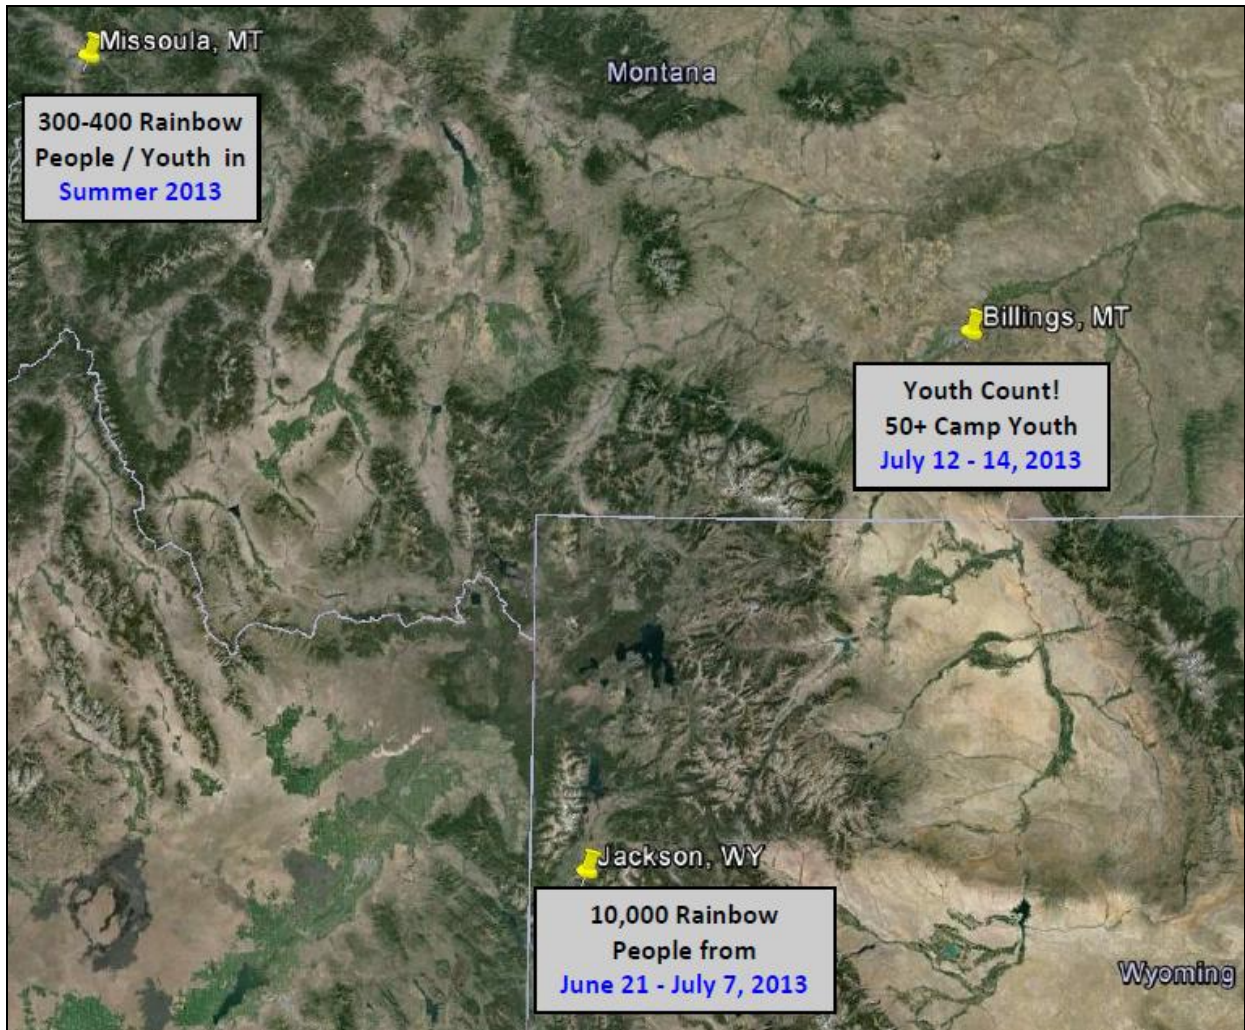 Missoula, MT
Montana
300-400 Rainbow
People / Youth in
Summer 2013
Billings, MT
Youth Count!
50+ Camp Youth
July 12 - 14, 2013
Jackson, WY
10,000 Rainbow
People from
June 21 - July 7, 2013
Wyoming